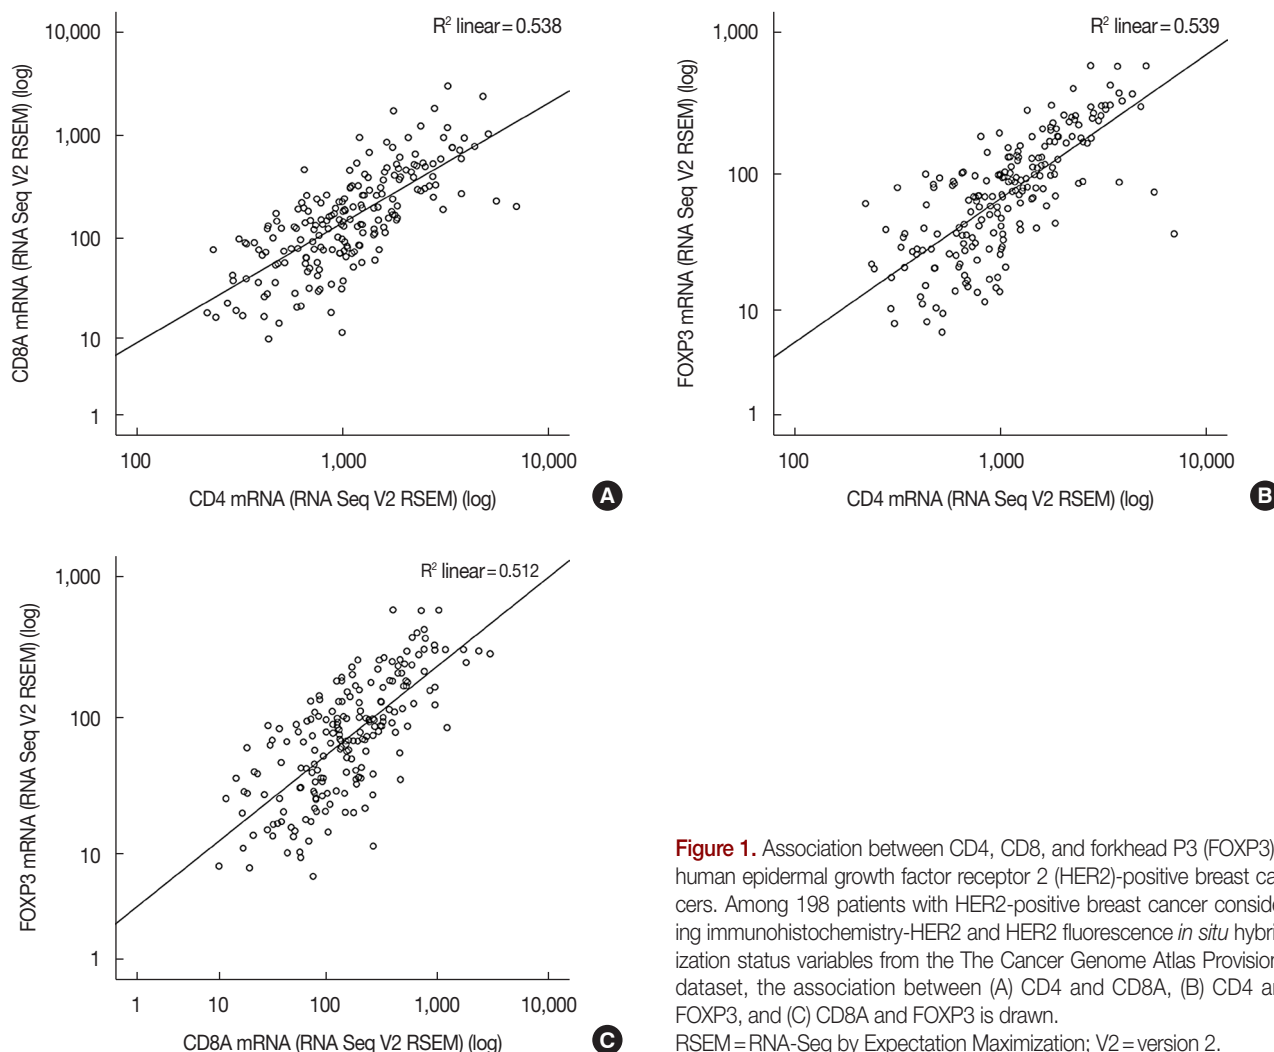 R² linear=0.538
10,000
1,000
100
10
1
CD8A mRNA (RNA Seq V2 RSEM) (log)
100
1,000
10,000
CD4 mRNA (RNA Seq V2 RSEM) (log)
A
R² linear=0.539
1,000
100
10
1
FOXP3 mRNA (RNA Seq V2 RSEM) (log)
100
1,000
10,000
CD4 mRNA (RNA Seq V2 RSEM) (log)
B
R² linear=0.512
1,000
100
10
1
FOXP3 mRNA (RNA Seq V2 RSEM) (log)
1
10
100
1,000
10,000
CD8A mRNA (RNA Seq V2 RSEM) (log)
C
Figure 1. Association between CD4, CD8, and forkhead P3 (FOXP3)
human epidermal growth factor receptor 2 (HER2)-positive breast ca
cers. Among 198 patients with HER2-positive breast cancer conside
ing immunohistochemistry-HER2 and HER2 fluorescence in situ hybri
ization status variables from the The Cancer Genome Atlas Provision
dataset, the association between (A) CD4 and CD8A, (B) CD4 an
FOXP3, and (C) CD8A and FOXP3 is drawn.
RSEM=RNA-Seq by Expectation Maximization; V2=version 2.